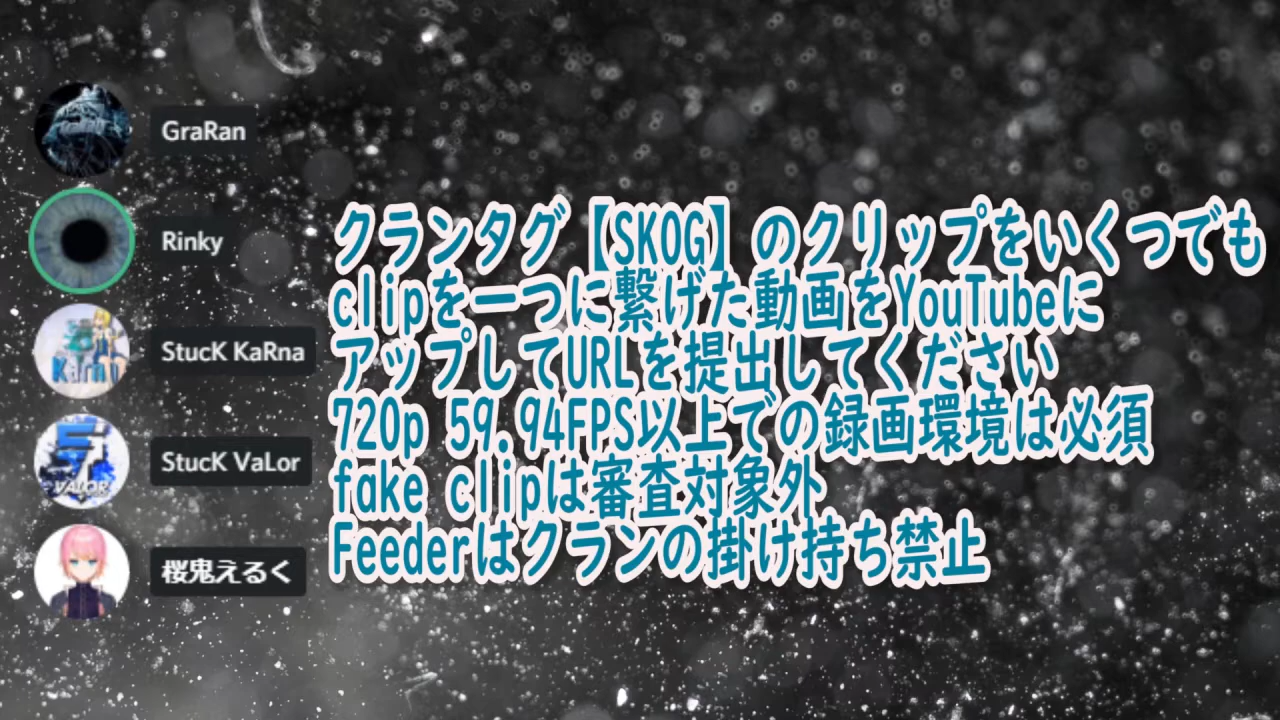 GraRan
Rinky
StucK KaRna
StucK VaLor
VALOR
桜鬼えるく
クランタグ【SKOG】のクリップをいくつでも
clipを一つに繋げた動画をYouTubeに
アップしてURLを提出してください
720p 59.94FPS以上での録画環境は必須
fake clipは審査対象外
Feederはクランの掛け持ち禁止